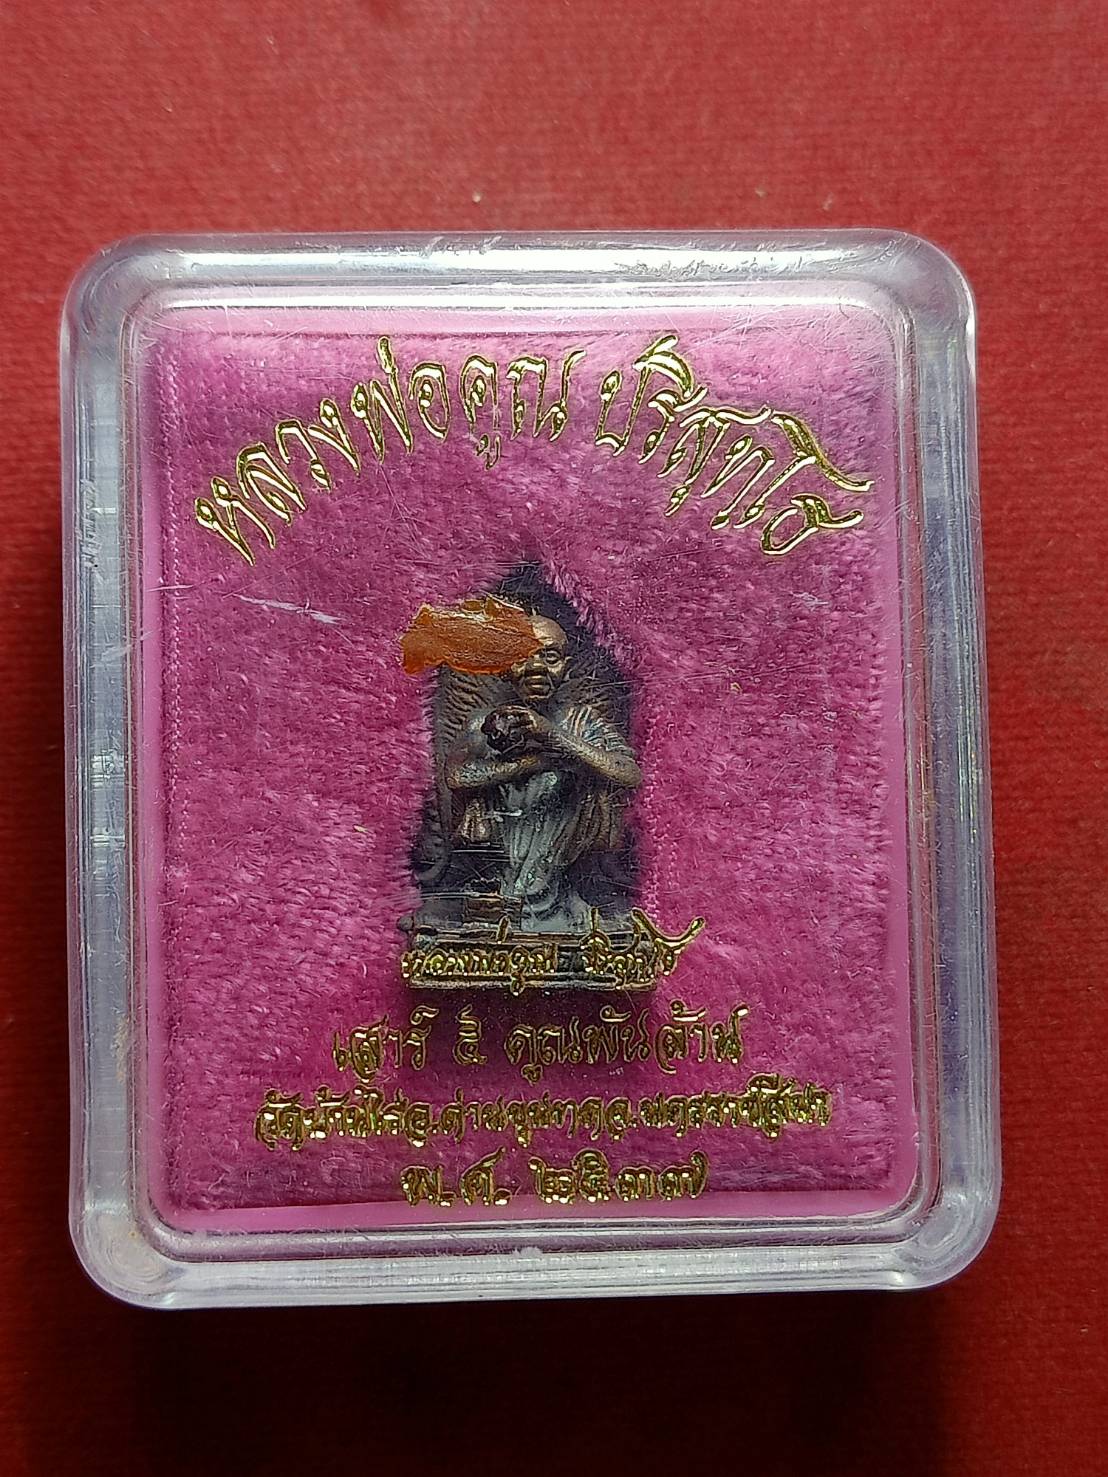 หลวงพ่อคูณ ปริสุทฺโธ
หลวงพ่อคูณ ปริสุทฺโธ
เสาร์ ๕ คูณพันล้าน
วัดบ้านไร่ อ.ด่านขุนทด จ.นครราชสีมา
พ.ศ. ๒๕๓๗